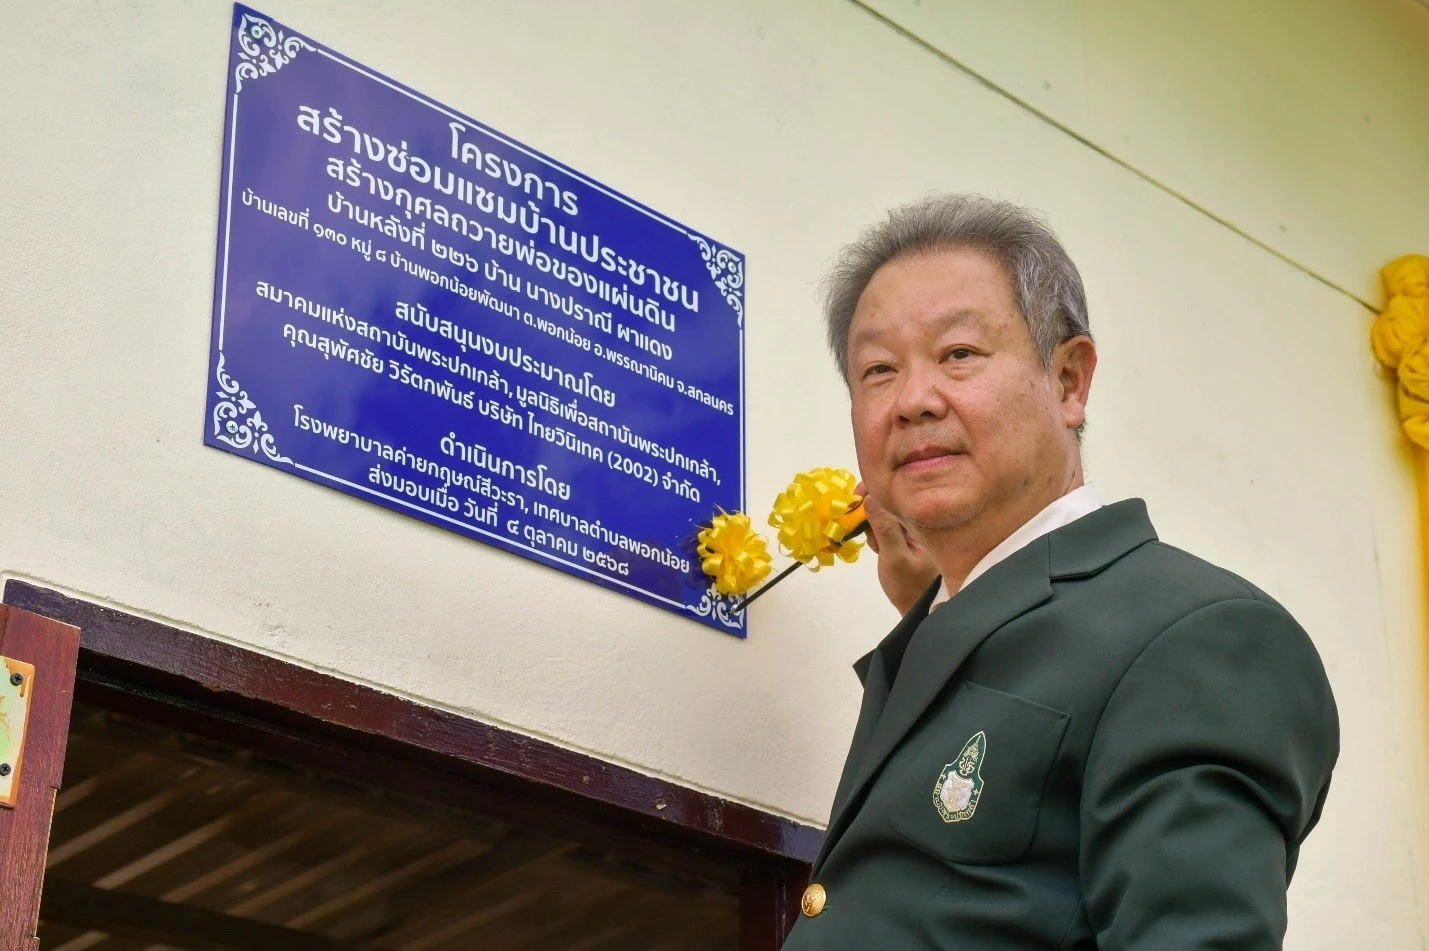 โครงการ
สร้างซ่อมแซมบ้านประชาชน
สร้างกุศลถวายพ่อของแผ่นดิน
บ้านหลังที่ ๒๒๖ บ้าน นางปราณี ผาแดง
บ้านเลขที่ ๑๓๐ หมู่ ๘ บ้านพอกน้อยพัฒนา ต.พอกน้อย อ.พรรณานิคม จ.สกลนคร
สนับสนุนงบประมาณโดย
สมาคมแห่งสถาบันพระปกเกล้า, มูลนิธิเพื่อสถาบันพระปกเกล้า,
คุณสุพัศชัย วิรัตกพันธ์ บริษัท ไทยวินิเทค (2002) จำกัด
ดำเนินการโดย
โรงพยาบาลค่ายกฤษณ์สีวะรา, เทศบาลตำบลพอกน้อย
ส่งมอบเมื่อ วันที่ ๔ ตุลาคม ๒๕๖๘